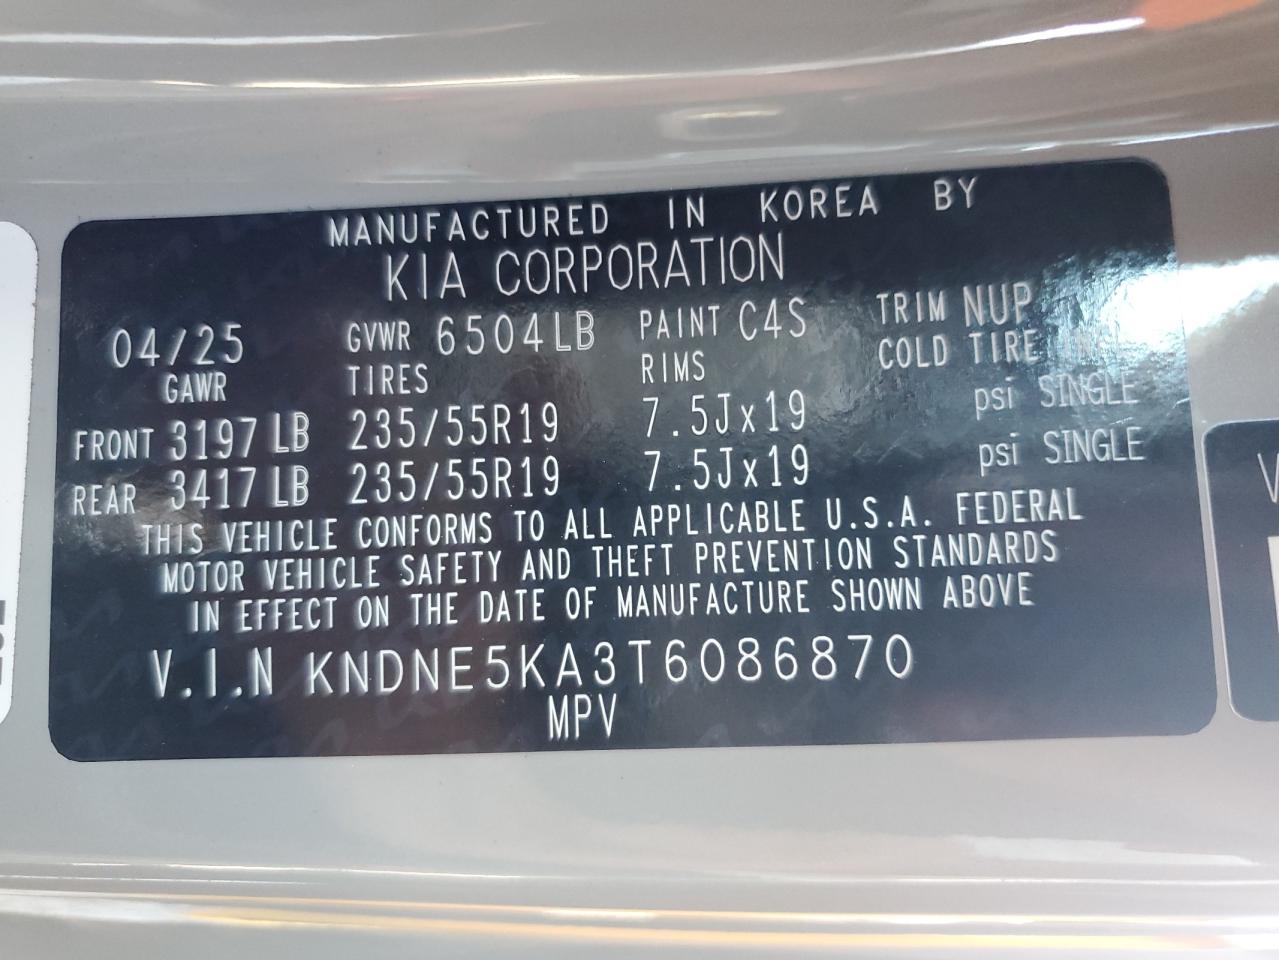 MANUFACTURED IN KOREA BY
KIA CORPORATION
04/25 GVWR 6504LB PAINT C4S TRIM NUP
GAWR TIRES RIMS COLD TIRE
FRONT 3197 LB 235/55R19 7.5Jx19 psi SINGLE
REAR 3417 LB 235/55R19 7.5Jx19 psi SINGLE
THIS VEHICLE CONFORMS TO ALL APPLICABLE U.S.A. FEDERAL
MOTOR VEHICLE SAFETY AND THEFT PREVENTION STANDARDS
IN EFFECT ON THE DATE OF MANUFACTURE SHOWN ABOVE
V.I.N KNDNE5KA3T6086870
MPV